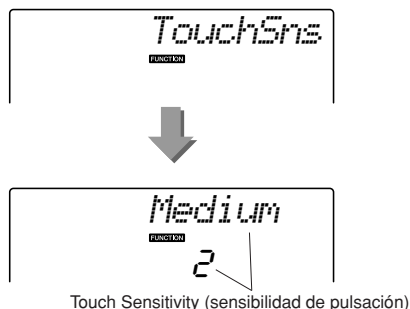 TouchSns
FUNCTION
Medium
FUNCTION
2
Touch Sensitivity (sensibilidad de pulsación)